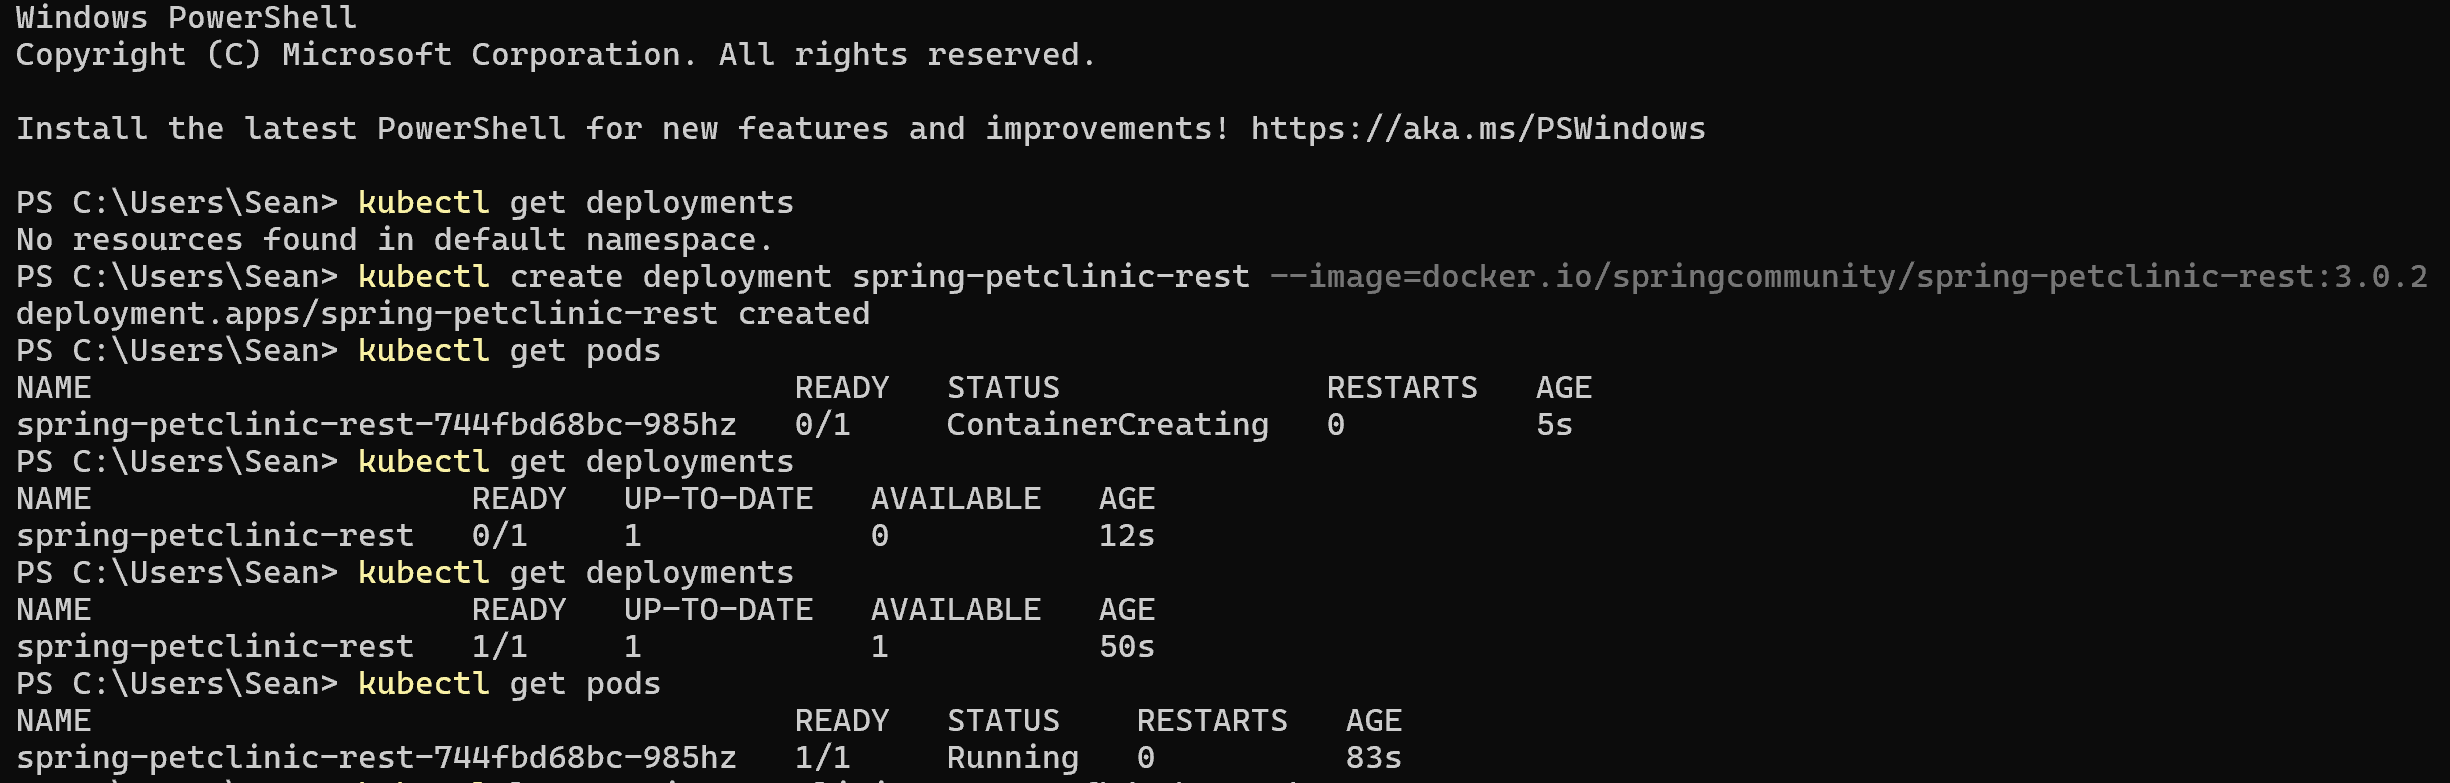 Windows PowerShell
Copyright (C) Microsoft Corporation. All rights reserved.
Install the latest PowerShell for new features and improvements! https://aka.ms/PSWindows
PS C:\Users\Sean> kubectl get deployments
No resources found in default namespace.
PS C:\Users\Sean> kubectl create deployment spring-petclinic-rest --image=docker.io/springcommunity/spring-petclinic-rest:3.0.2
deployment.apps/spring-petclinic-rest created
PS C:\Users\Sean> kubectl get pods
NAME                                     READY   STATUS              RESTARTS   AGE
spring-petclinic-rest-744fbd68bc-985hz   0/1     ContainerCreating   0          5s
PS C:\Users\Sean> kubectl get deployments
NAME                    READY   UP-TO-DATE   AVAILABLE   AGE
spring-petclinic-rest   0/1     1            0           12s
PS C:\Users\Sean> kubectl get deployments
NAME                    READY   UP-TO-DATE   AVAILABLE   AGE
spring-petclinic-rest   1/1     1            1           50s
PS C:\Users\Sean> kubectl get pods
NAME                                     READY   STATUS    RESTARTS   AGE
spring-petclinic-rest-744fbd68bc-985hz   1/1     Running   0          83s